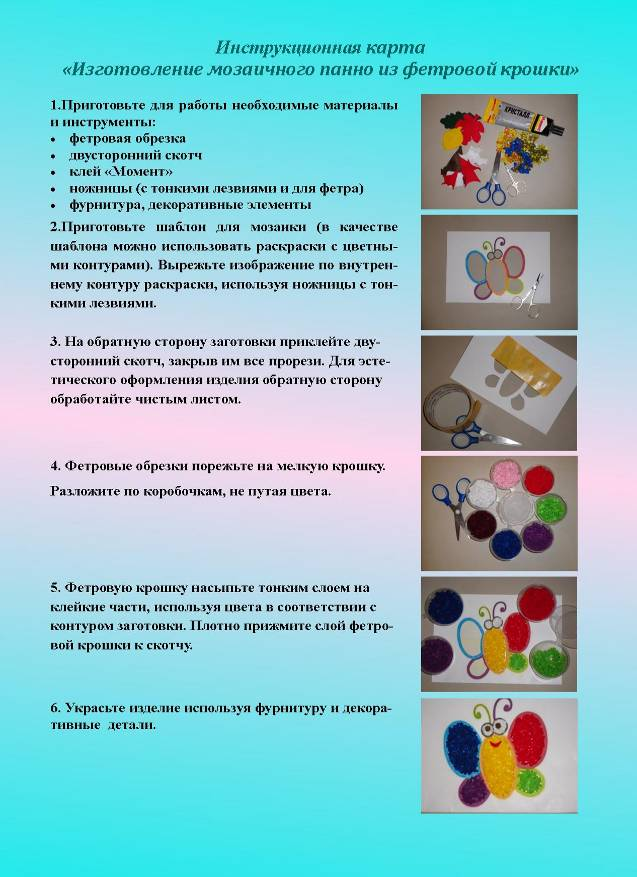 Инструкционная карта
«Изготовление мозаичного панно из фетровой крошки»
1.Приготовьте для работы необходимые материалы
и инструменты:
• фетровая обрезка
• двусторонний скотч
• клей «Момент»
• ножницы (с тонкими лезвиями и для фетра)
• фурнитура, декоративные элементы
2.Приготовьте шаблон для мозаики (в качестве
шаблона можно использовать раскраски с цветны-
ми контурами). Вырежьте изображение по внутрен-
нему контуру раскраски, используя ножницы с тон-
кими лезвиями.
3. На обратную сторону заготовки приклейте дву-
сторонний скотч, закрыв им все прорези. Для эсте-
тического оформления изделия обратную сторону
обработайте чистым листом.
4. Фетровые обрезки порежьте на мелкую крошку.
Разложите по коробочкам, не путая цвета.
5. Фетровую крошку насыпьте тонким слоем на
клейкие части, используя цвета в соответствии с
контуром заготовки. Плотно прижмите слой фетро-
вой крошки к скотчу.
6. Украсьте изделие используя фурнитуру и декора-
тивные детали.
КРИСТАЛЛ